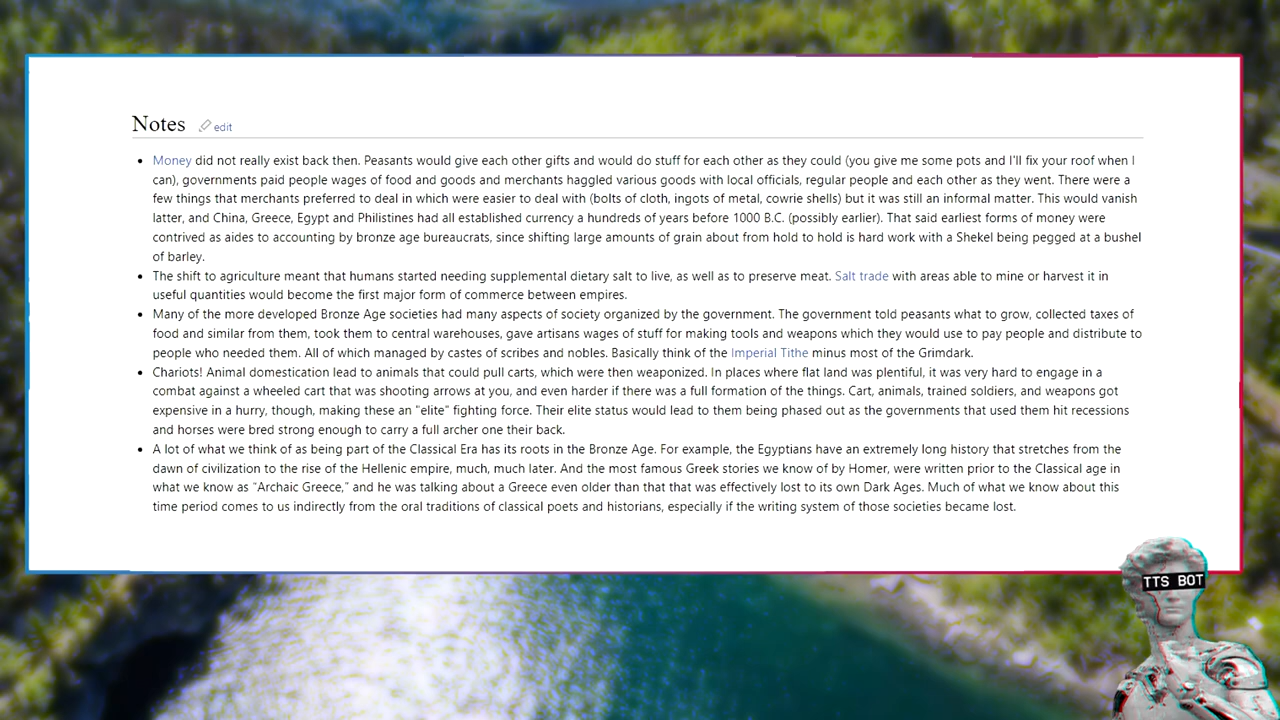 Notes edit
Money did not really exist back then. Peasants would give each other gifts and would do stuff for each other as they could (you give me some pots and I'll fix your roof when I
can), governments paid people wages of food and goods and merchants haggled various goods with local officials, regular people and each other as they went. There were a
few things that merchants preferred to deal in which were easier to deal with (bolts of cloth, ingots of metal, cowrie shells) but it was still an informal matter. This would vanish
latter, and China, Greece, Egypt and Philistines had all established currency a hundreds of years before 1000 B.C. (possibly earlier). That said earliest forms of money were
contrived as aides to accounting by bronze age bureaucrats, since shifting large amounts of grain about from hold to hold is hard work with a Shekel being pegged at a bushel
of barley.
The shift to agriculture meant that humans started needing supplemental dietary salt to live, as well as to preserve meat. Salt trade with areas able to mine or harvest it in
useful quantities would become the first major form of commerce between empires.
Many of the more developed Bronze Age societies had many aspects of society organized by the government. The government told peasants what to grow, collected taxes of
food and similar from them, took them to central warehouses, gave artisans wages of stuff for making tools and weapons which they would use to pay people and distribute to
people who needed them. All of which managed by castes of scribes and nobles. Basically think of the Imperial Tithe minus most of the Grimdark.
Chariots! Animal domestication lead to animals that could pull carts, which were then weaponized. In places where flat land was plentiful, it was very hard to engage in a
combat against a wheeled cart that was shooting arrows at you, and even harder if there was a full formation of the things. Cart, animals, trained soldiers, and weapons got
expensive in a hurry, though, making these an "elite" fighting force. Their elite status would lead to them being phased out as the governments that used them hit recessions
and horses were bred strong enough to carry a full archer one their back.
A lot of what we think of as being part of the Classical Era has its roots in the Bronze Age. For example, the Egyptians have an extremely long history that stretches from the
dawn of civilization to the rise of the Hellenic empire, much, much later. And the most famous Greek stories we know of by Homer, were written prior to the Classical age in
what we know as "Archaic Greece," and he was talking about a Greece even older than that that was effectively lost to its own Dark Ages. Much of what we know about this
time period comes to us indirectly from the oral traditions of classical poets and historians, especially if the writing system of those societies became lost.
TTS BOT